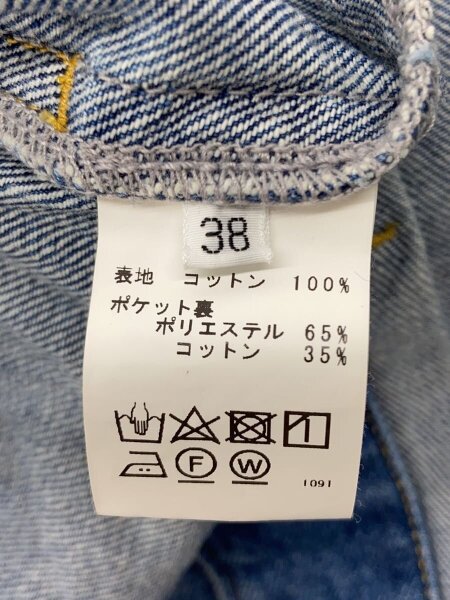 38
表地 コットン 100%
ポケット裏
ポリエステル 65%
コットン 35%
F W
1091